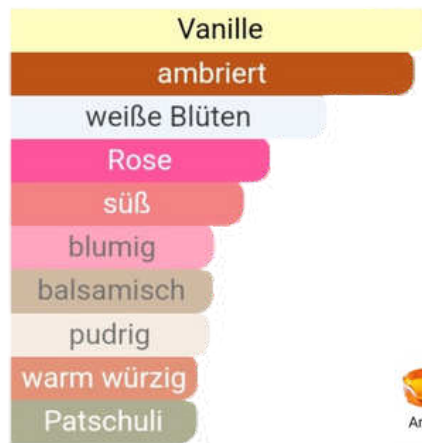 Vanille
ambriert
weiße Blüten
Rose
süß
blumig
balsamisch
pudrig
warm würzig
Patschuli